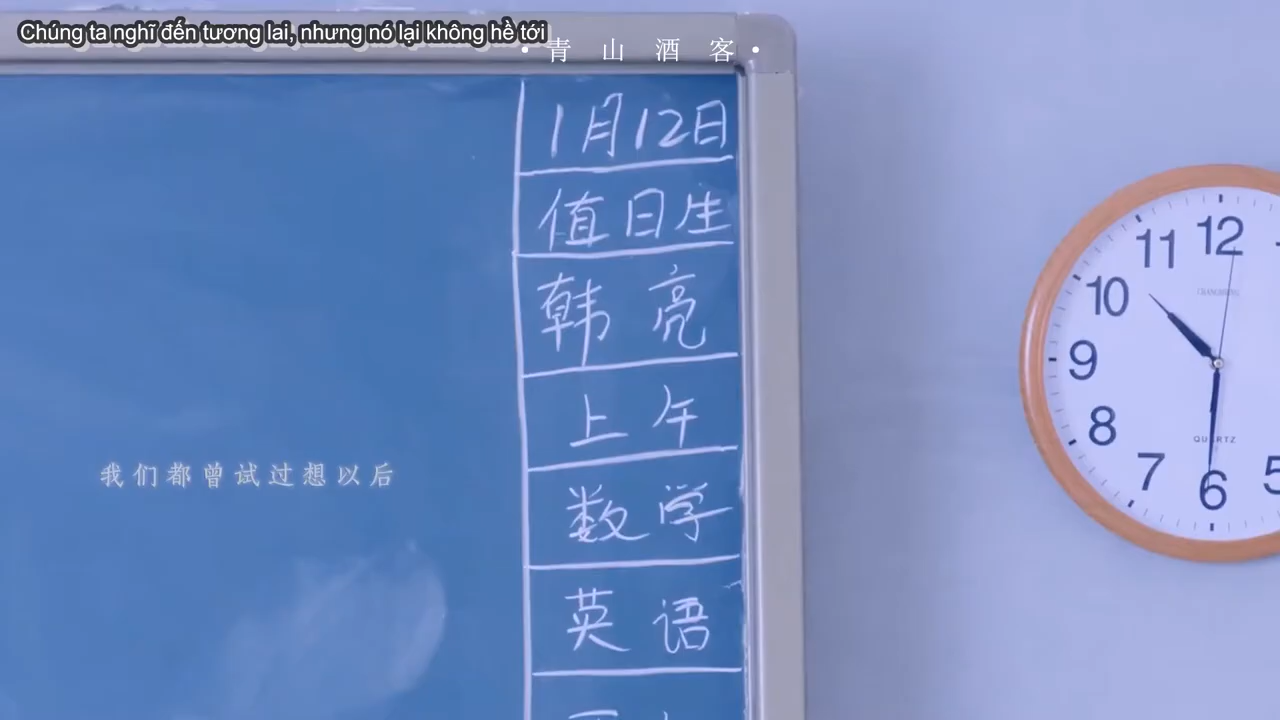 Chúng ta nghĩ đến tương lai, nhưng nó lại không hề tới
• 青 山 酒 客 •
1月12日
值日生
韩 亮
上 午
数 学
英 语
我们都曾试过想以后
12
11
10
9
8
7
6
5
QUARTZ